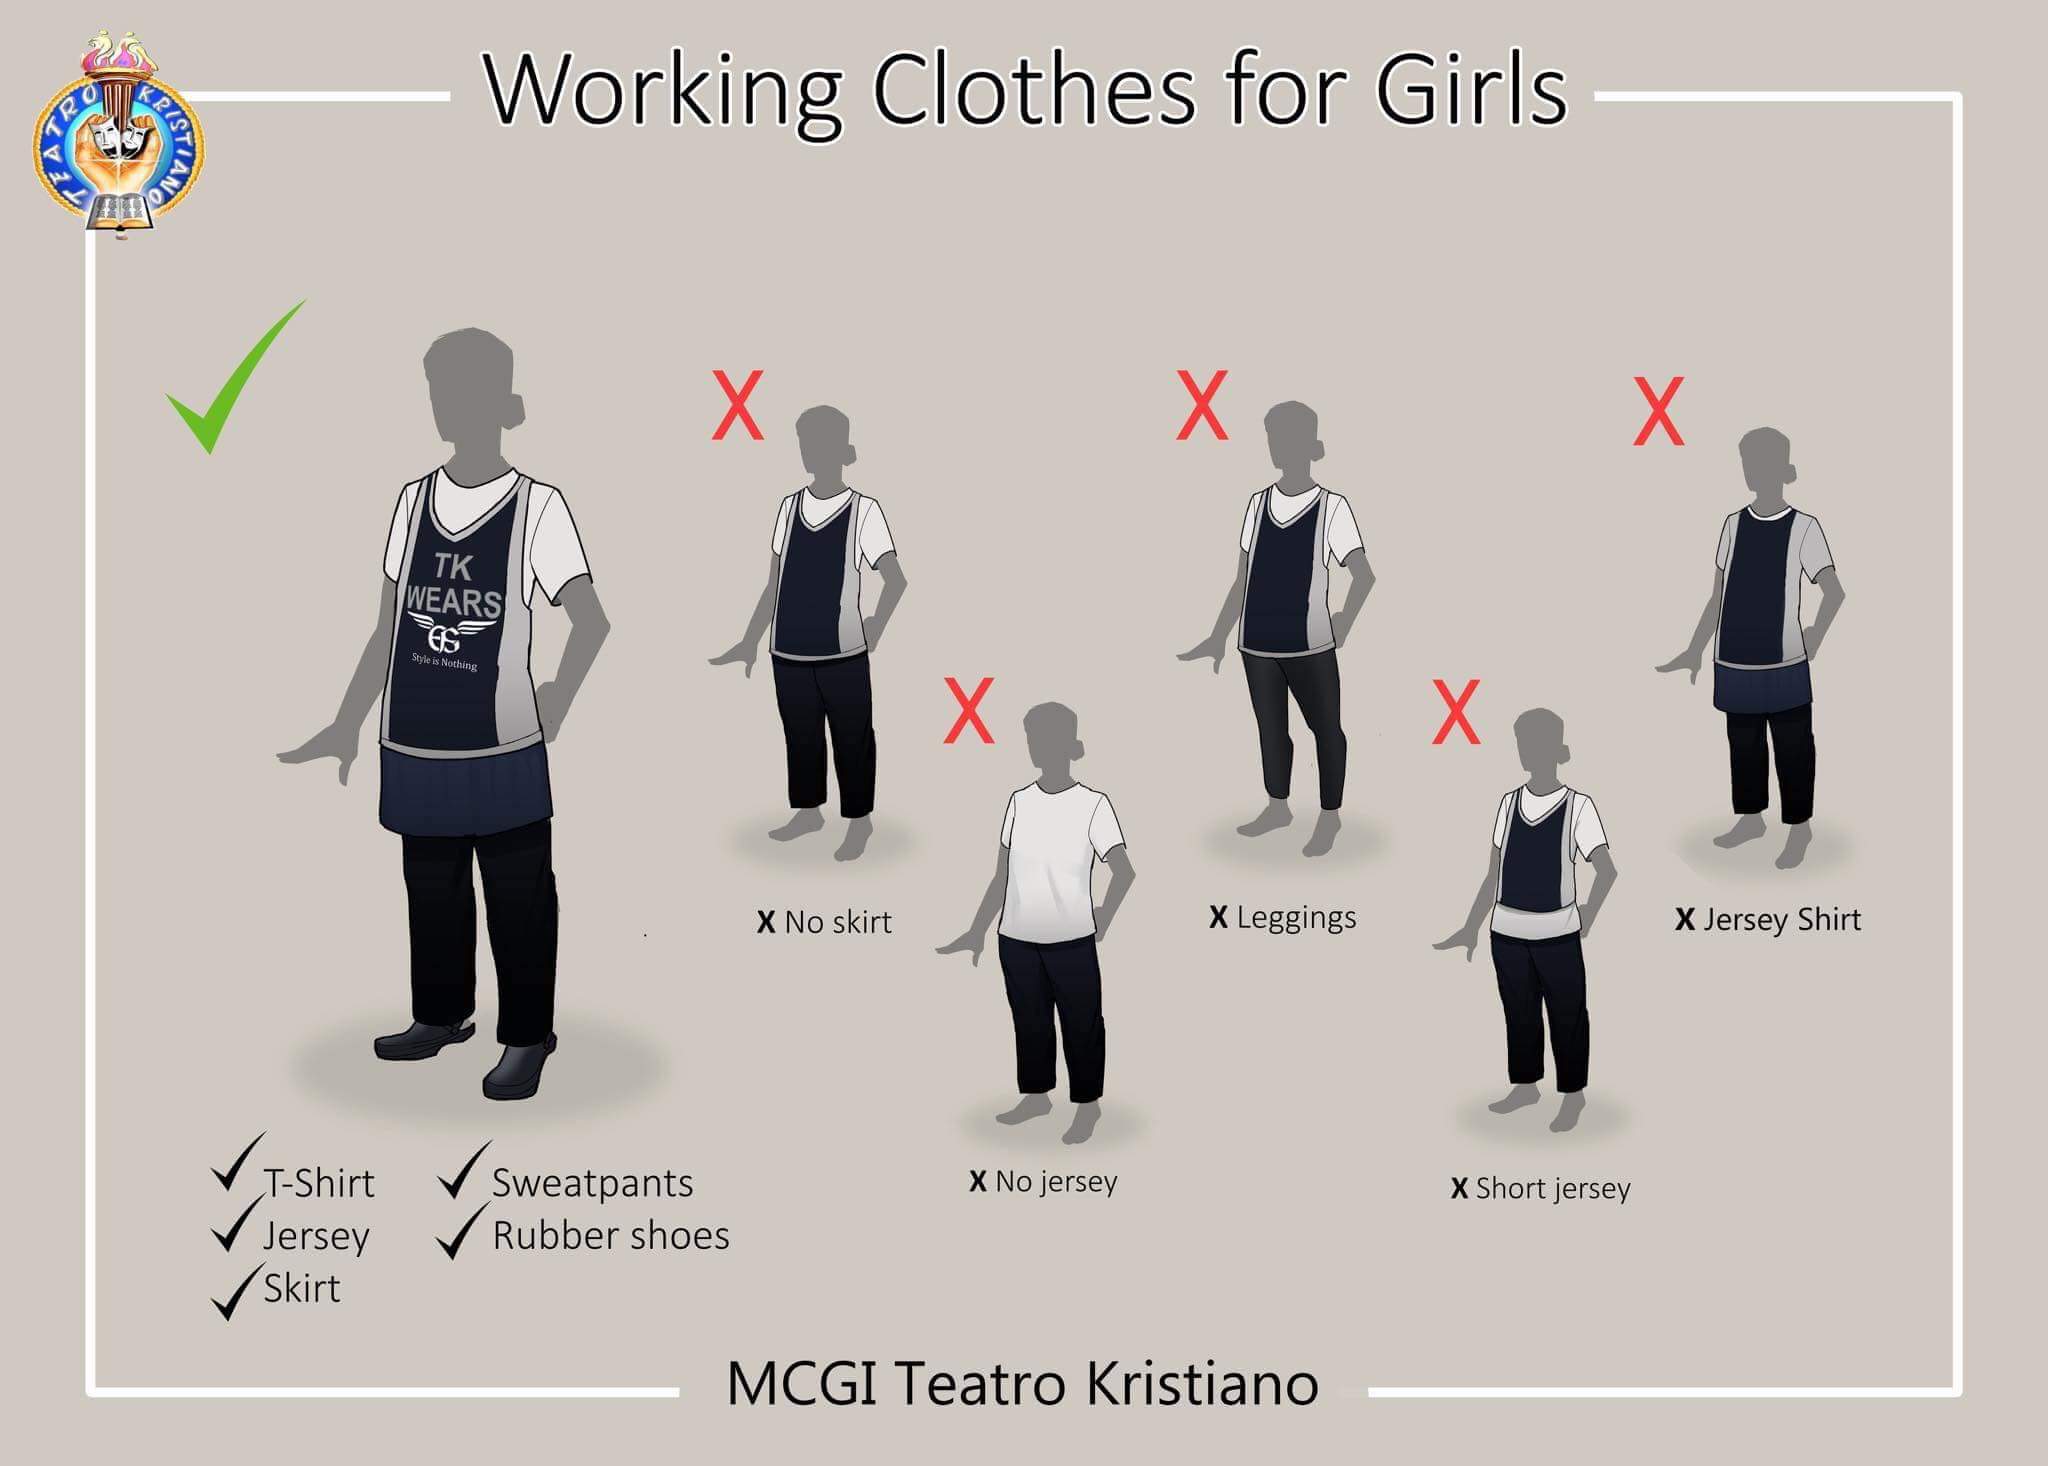 TEATRO KRISTIANO
Working Clothes for Girls
X
X
X
TK
WEARS
Style is Nothing
X
X
X No skirt
X Leggings
X Jersey Shirt
X No jersey
X Short jersey
T-Shirt
Jersey
Skirt
Sweatpants
Rubber shoes
MCGI Teatro Kristiano